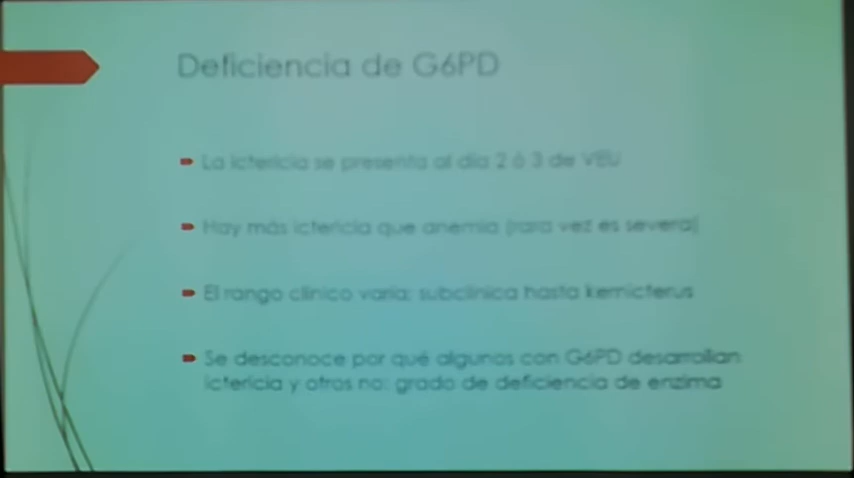 Deficiencia de G6PD
La ictericia se presenta al día 2 ó 3 de VEU
Hay más ictericia que anemia (rara vez es severa)
El rango clínico varía: subclínica hasta kernicterus
Se desconoce por qué algunos con G6PD desarrollan
ictericia y otros no: grado de deficiencia de enzima